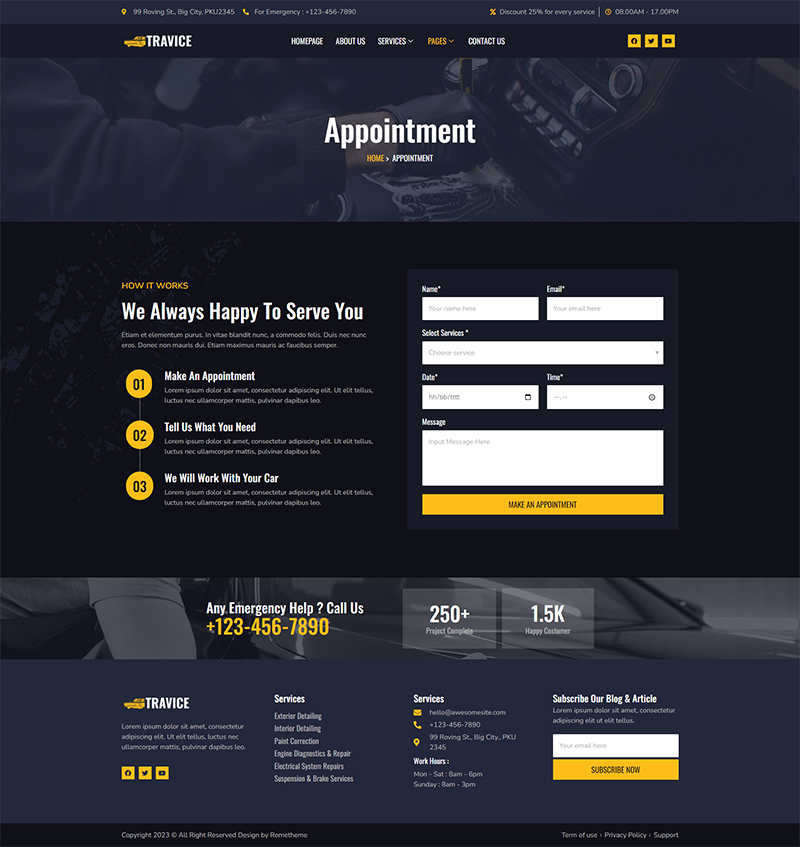 99 Roving St., Big City, PKU2345
For Emergency : +123-456-7890
Discount 25% for every service
08.00AM - 17.00PM
TRAVICE
HOMEPAGE
ABOUT US
SERVICES
PAGES
CONTACT US
Appointment
HOME > APPOINTMENT
HOW IT WORKS
We Always Happy To Serve You
Etiam et elementum purus. In vitae blandit nunc, a commodo felis. Duis nec nunc
eros. Donec non mauris dui. Etiam maximus mauris ac faucibus semper.
01
Make An Appointment
Lorem ipsum dolor sit amet, consectetur adipiscing elit. Ut elit tellus,
luctus nec ullamcorper mattis, pulvinar dapibus leo.
02
Tell Us What You Need
Lorem ipsum dolor sit amet, consectetur adipiscing elit. Ut elit tellus,
luctus nec ullamcorper mattis, pulvinar dapibus leo.
03
We Will Work With Your Car
Lorem ipsum dolor sit amet, consectetur adipiscing elit. Ut elit tellus,
luctus nec ullamcorper mattis, pulvinar dapibus leo.
Name*
Email*
Your name here
Your email here
Select Services *
Choose service
Date*
Time*
hh/bb/tttt
--:--
Message
Input Message Here
MAKE AN APPOINTMENT
Any Emergency Help ? Call Us
+123-456-7890
250+
Project Complete
1.5K
Happy Costumer
TRAVICE
Lorem ipsum dolor sit amet, consectetur
adipiscing elit. Ut elit tellus, luctus nec
ullamcorper mattis, pulvinar dapibus leo.
Services
Exterior Detailing
Interior Detailing
Paint Correction
Engine Diagnostics & Repair
Electrical System Repairs
Suspension & Brake Services
Services
hello@awesomesite.com
+123-456-7890
99 Roving St., Big City., PKU
2345
Work Hours :
Mon - Sat : 8am - 6pm
Sunday : 8am - 3pm
Subscribe Our Blog & Article
Lorem ipsum dolor sit amet, consectetur
adipiscing elit ut elit tellus.
Your email here
SUBSCRIBE NOW
Copyright 2023 © All Right Reserved Design by Rometheme
Term of use
Privacy Policy
Support